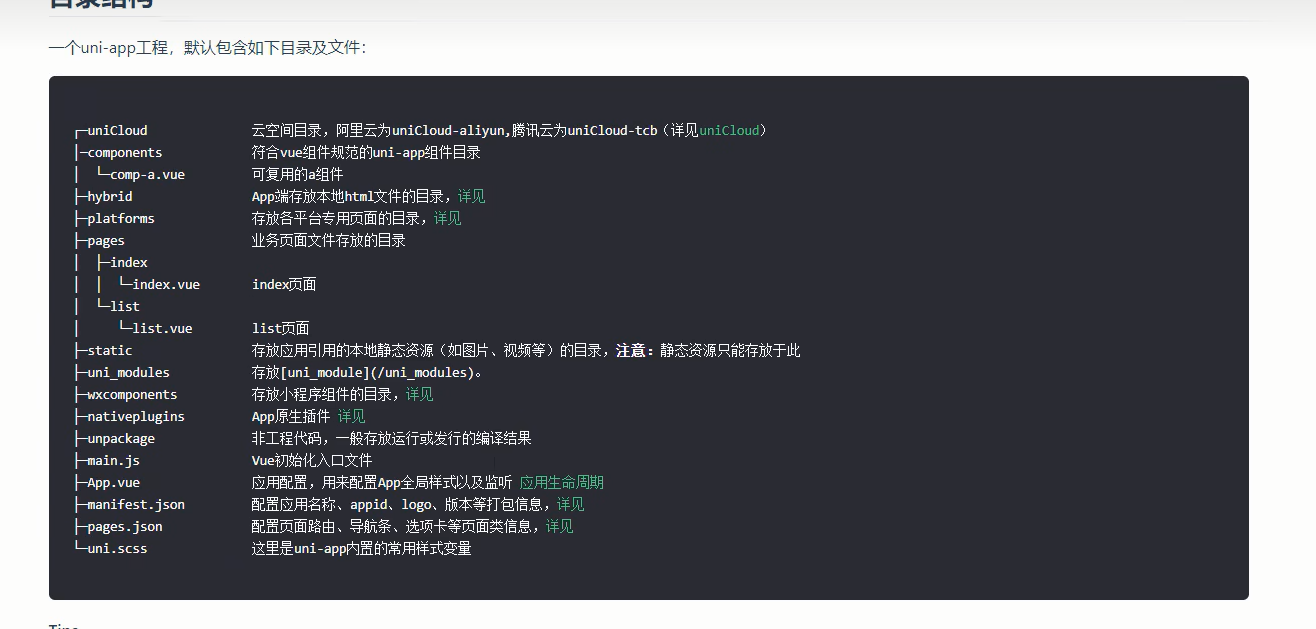 目录结构
一个uni-app工程，默认包含如下目录及文件：
┌─uniCloud 云空间目录，阿里云为uniCloud-aliyun,腾讯云为uniCloud-tcb（详见uniCloud）
│─components 符合vue组件规范的uni-app组件目录
│ └─comp-a.vue 可复用的a组件
├─hybrid App端存放本地html文件的目录，详见
├─platforms 存放各平台专用页面的目录，详见
├─pages 业务页面文件存放的目录
│ ├─index
│ │ └─index.vue index页面
│ └─list
│ └─list.vue list页面
├─static 存放应用引用的本地静态资源（如图片、视频等）的目录，注意：静态资源只能存放于此
├─uni_modules 存放[uni_module](/uni_modules)。
├─wxcomponents 存放小程序组件的目录，详见
├─nativeplugins App原生插件 详见
├─unpackage 非工程代码，一般存放运行或发行的编译结果
├─main.js Vue初始化入口文件
├─App.vue 应用配置，用来配置App全局样式以及监听 应用生命周期
├─manifest.json 配置应用名称、appid、logo、版本等打包信息，详见
├─pages.json 配置页面路由、导航条、选项卡等页面类信息，详见
└─uni.scss 这里是uni-app内置的常用样式变量
Tips